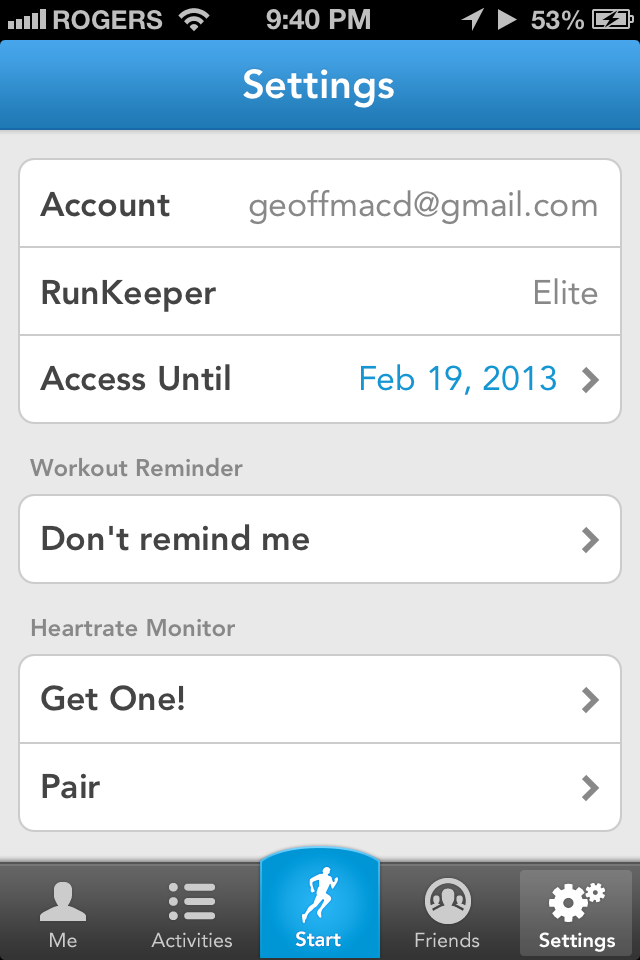 ROGERS 9:40 PM 53%
Settings
Account geoffmacd@gmail.com
RunKeeper Elite
Access Until Feb 19, 2013
Workout Reminder
Don't remind me
Heartrate Monitor
Get One!
Pair
Me Activities Start Friends Settings